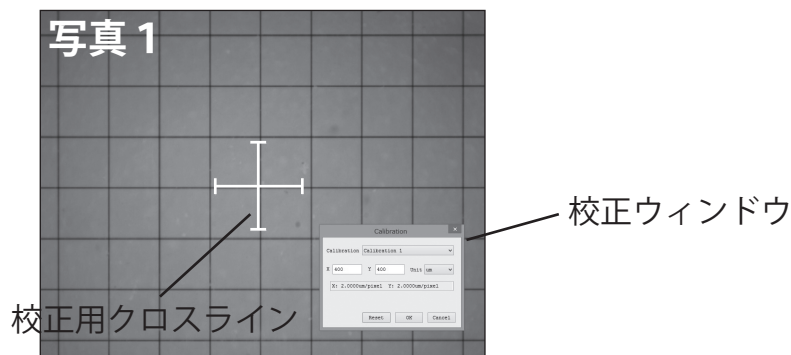 写真 1
Calibration
×
Calibration Calibration 1
X 400 Y 400 Unit um
X: 2.0000um/pixel Y: 2.0000um/pixel
Reset OK Cancel
校正ウィンドウ
校正用クロスライン